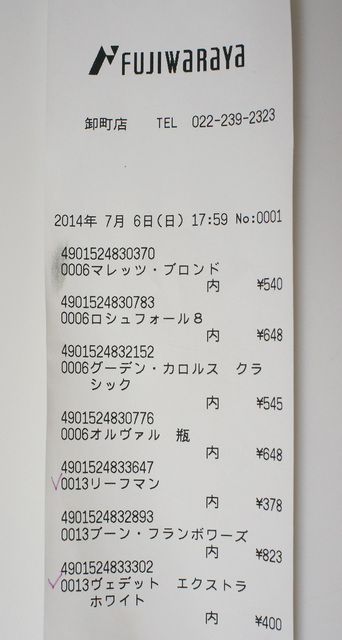 FUJIWARAYA
卸町店 TEL 022-239-2323
2014年 7月 6日(日) 17:59 No:0001
4901524830370
0006マレッツ・ブロンド
内 ¥540
4901524830783
0006ロシュフォール8
内 ¥648
4901524832152
0006グーデン・カロルス クラ
シック
内 ¥545
4901524830776
0006オルヴァル 瓶
内 ¥648
4901524833647
0013リーフマン
内 ¥378
4901524832893
0013ブーン・フランボワーズ
内 ¥823
4901524833302
0013ヴェデット エクストラ
ホワイト
内 ¥400